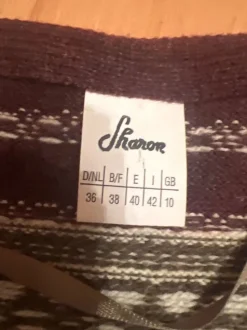 Sharon
D/NL B/F E I GB
36 38 40 42 10